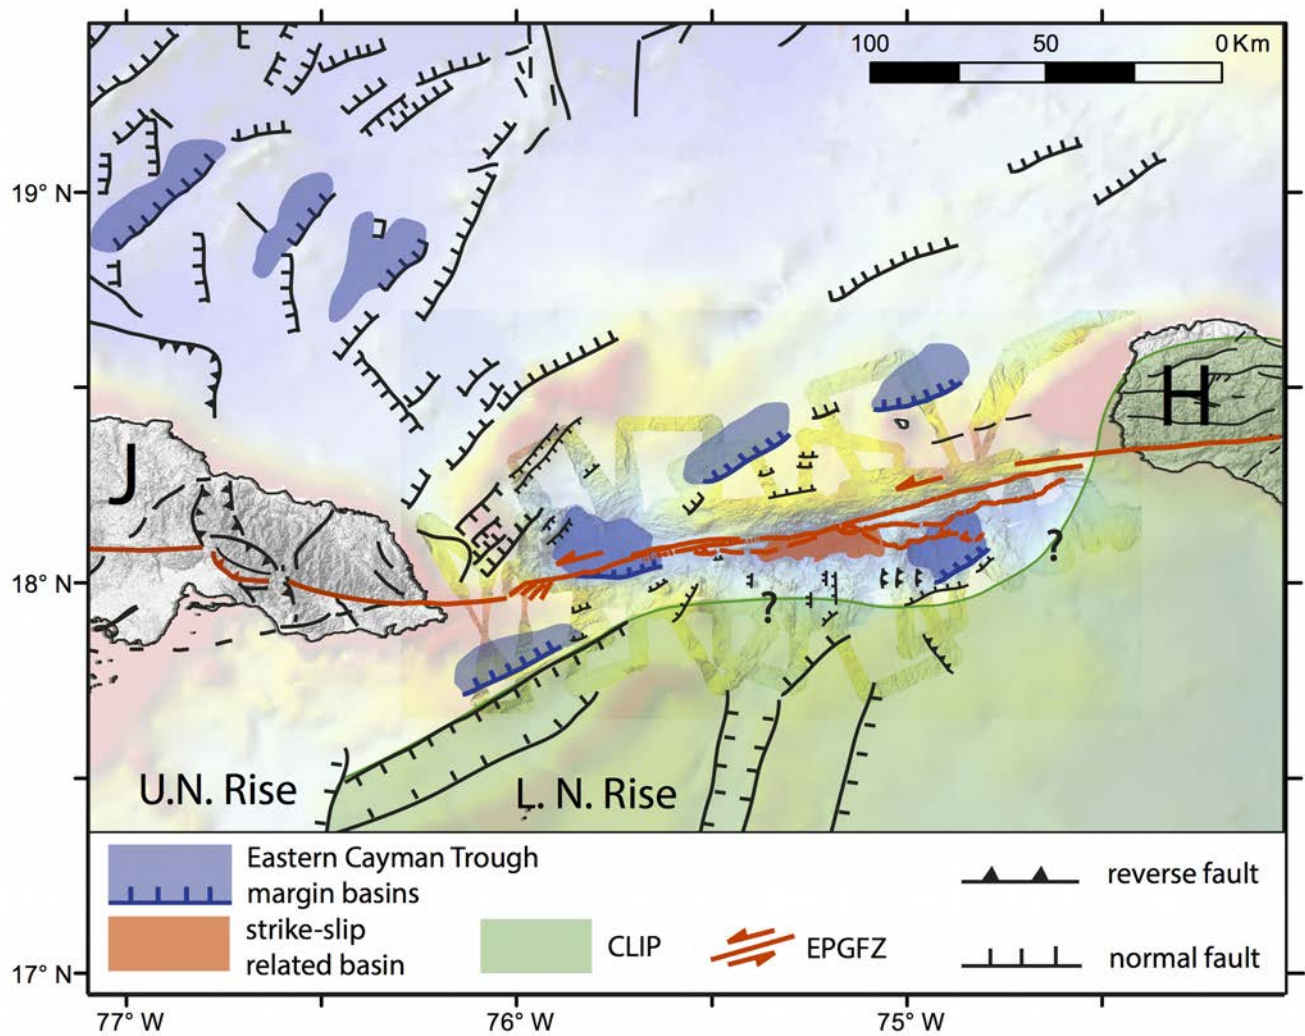 100 50 0 Km
19° N
H
J
?
18° N
?
U.N. Rise
L. N. Rise
Eastern Cayman Trough
margin basins
reverse fault
strike-slip
related basin
CLIP
EPGFZ
normal fault
17° N
77° W 76° W 75° W